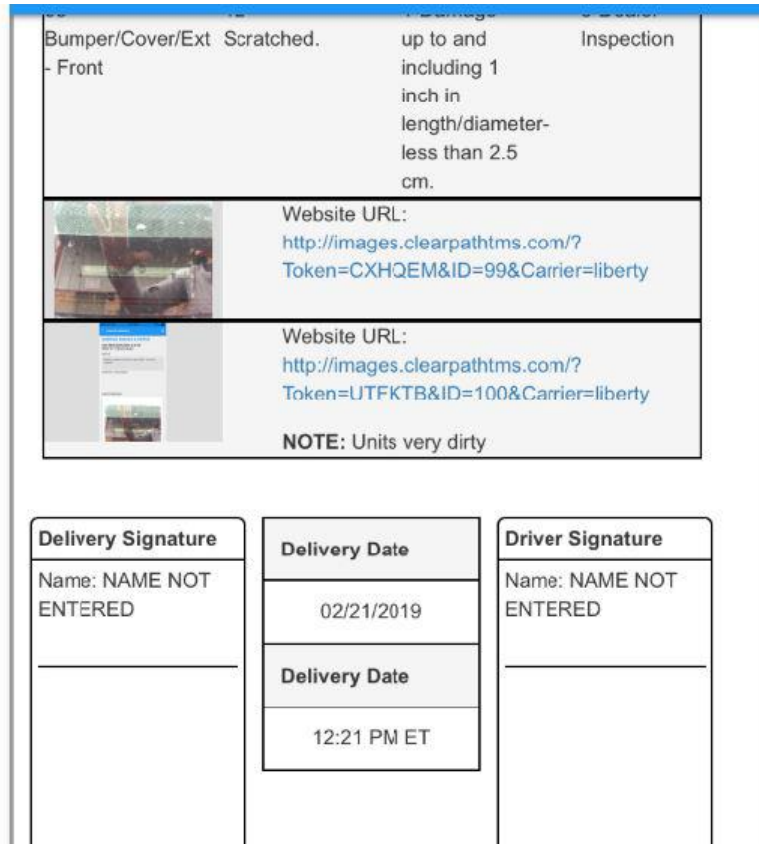 Bumper/Cover/Ext Scratched. up to and Inspection
- Front including 1
inch in
length/diameter-
less than 2.5
cm.
Website URL:
http://images.clearpathtms.com/?
Token=CXHQEM&ID=99&Carrier=liberty
Website URL:
http://images.clearpathtms.com/?
Token=UTFKTB&ID=100&Carrier=liberty
NOTE: Units very dirty
Delivery Signature
Name: NAME NOT
ENTERED
Delivery Date
02/21/2019
Delivery Date
12:21 PM ET
Driver Signature
Name: NAME NOT
ENTERED